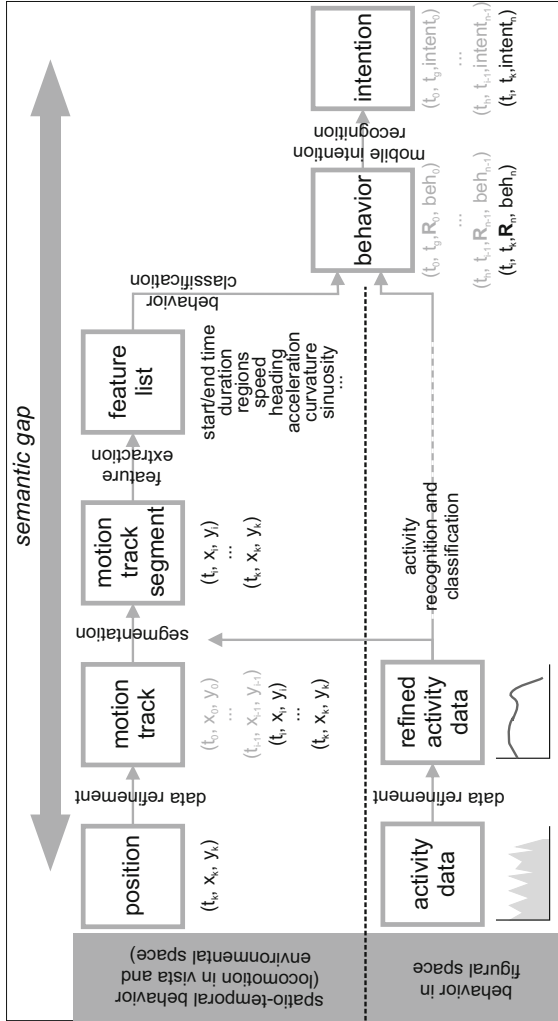 semantic gap
spatio-temporal behavior
(locomotion in vista and
environmental space)
position
(tk, xk, yk)
data refinement
motion
track
(t0, x0, y0)
...
(ti-1, xi-1, yi-1)
(ti, xi, yi)
...
(tk, xk, yk)
segmentation
motion
track
segment
(ti, xi, yi)
...
(tk, xk, yk)
feature
extraction
feature
list
start/end time
duration
regions
speed
heading
acceleration
curvature
sinuosity
...
behavior
classification
behavior
(t0, tg,R0, beh0)
...
(th, ti-1,Rn-1, behn-1)
(ti, tk,Rn, behn)
mobile intention
recognition
intention
(t0, tg,intent0)
...
(th, ti-1,intentn-1)
(ti, tk,intentn)
behavior in
figural space
activity
data
data refinement
refined
activity
data
activity
recognition and
classification